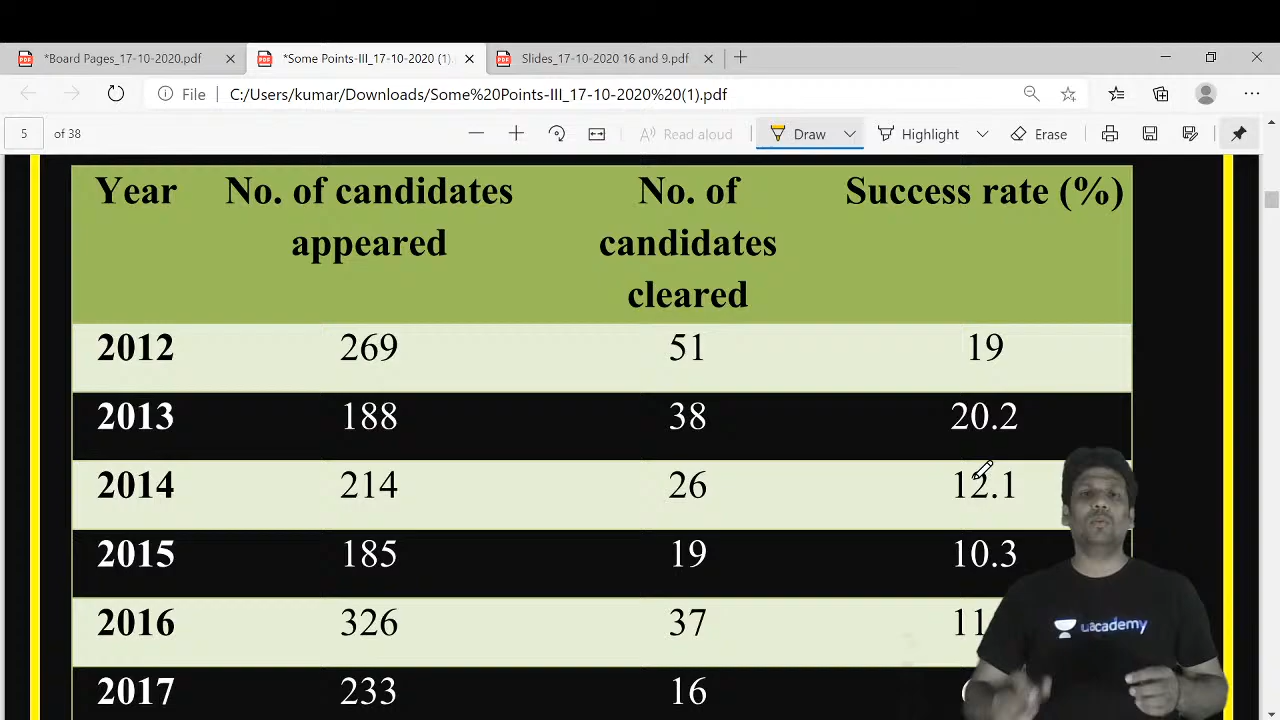 *Board Pages_17-10-2020.pdf
*Some Points-III_17-10-2020 (1).
Slides_17-10-2020 16 and 9.pdf
File C:/Users/kumar/Downloads/Some%20Points-III_17-10-2020%20(1).pdf
5 of 38 Read aloud Draw Highlight Erase
Year No. of candidates appeared No. of candidates cleared Success rate (%)
2012 269 51 19
2013 188 38 20.2
2014 214 26 12.1
2015 185 19 10.3
2016 326 37 11
2017 233 16
unacademy